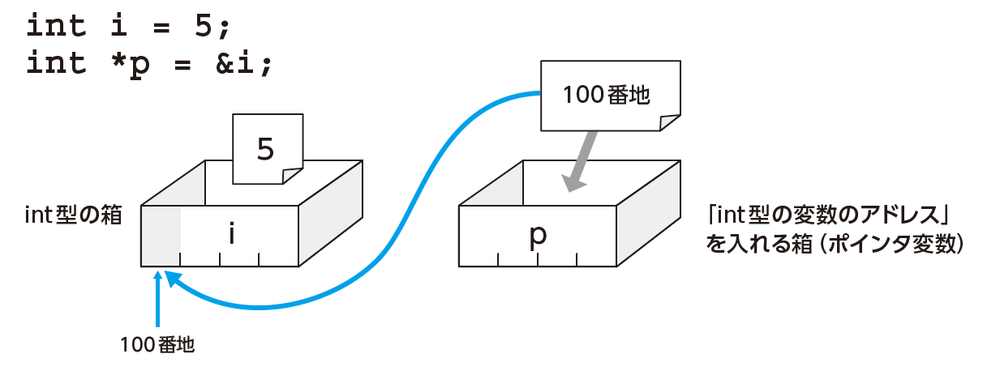 int i = 5;
int *p = &i;
100番地
5
int型の箱
i
p
「int型の変数のアドレス」
を入れる箱（ポインタ変数）
100番地